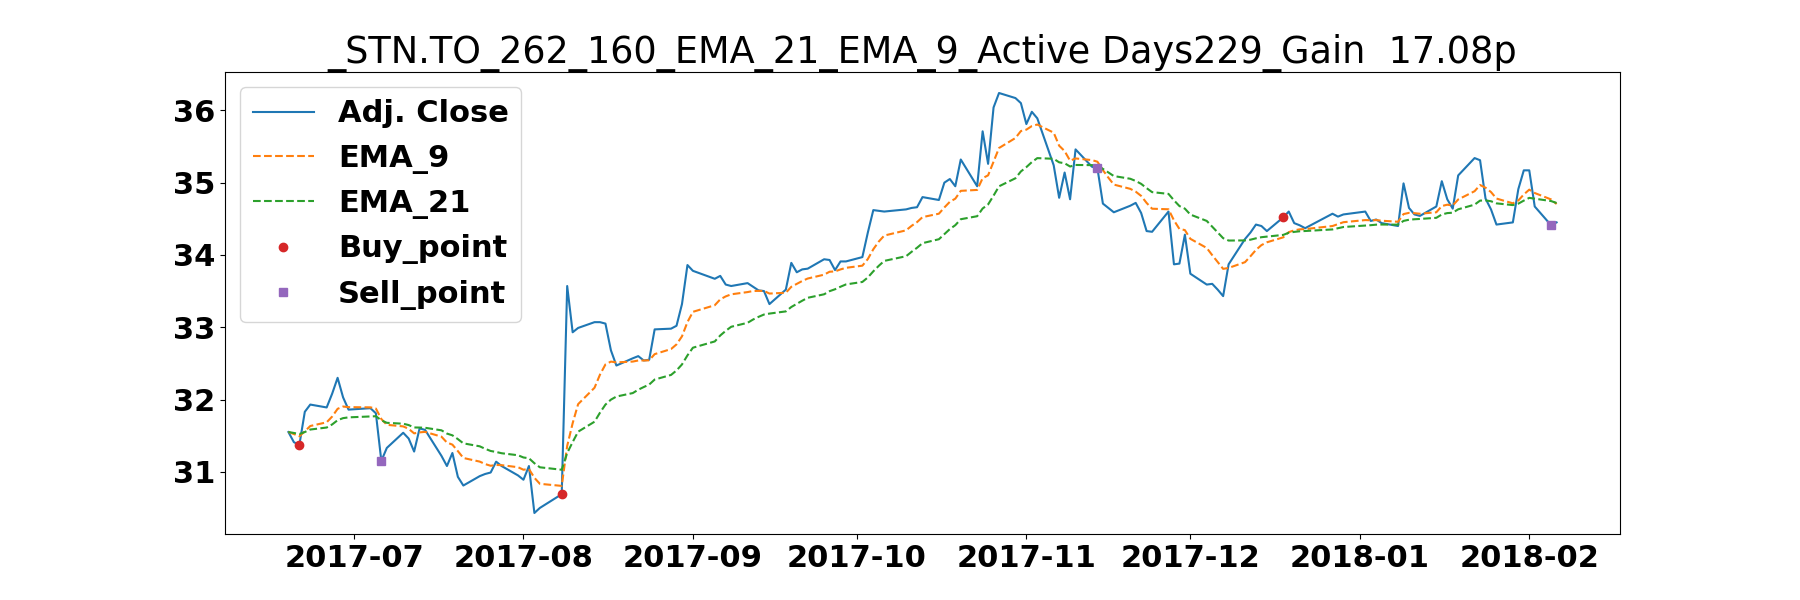 _STN.TO_262_160_EMA_21_EMA_9_Active Days229_Gain  17.08p
36
35
34
33
32
31
Adj. Close
EMA_9
EMA_21
Buy_point
Sell_point
2017-07 2017-08 2017-09 2017-10 2017-11 2017-12 2018-01 2018-02